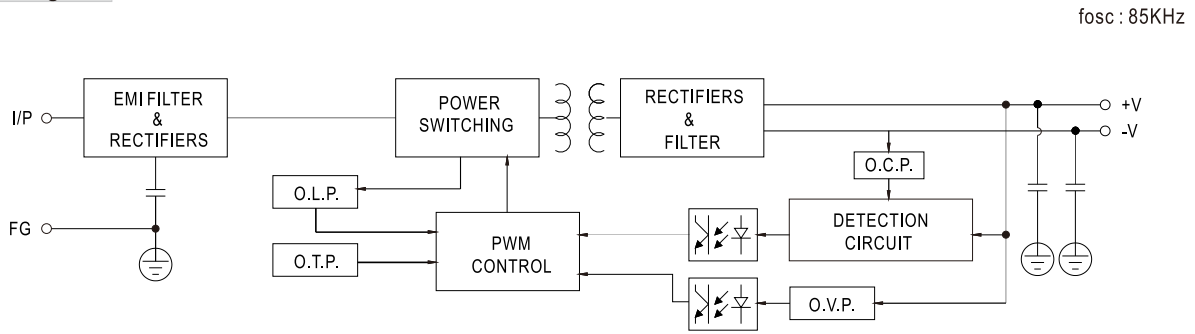 fosc : 85KHz
I/P
EMI FILTER
&
RECTIFIERS
POWER
SWITCHING
RECTIFIERS
&
FILTER
+V
-V
O.C.P.
O.L.P.
FG
PWM
CONTROL
DETECTION
CIRCUIT
O.T.P.
O.V.P.